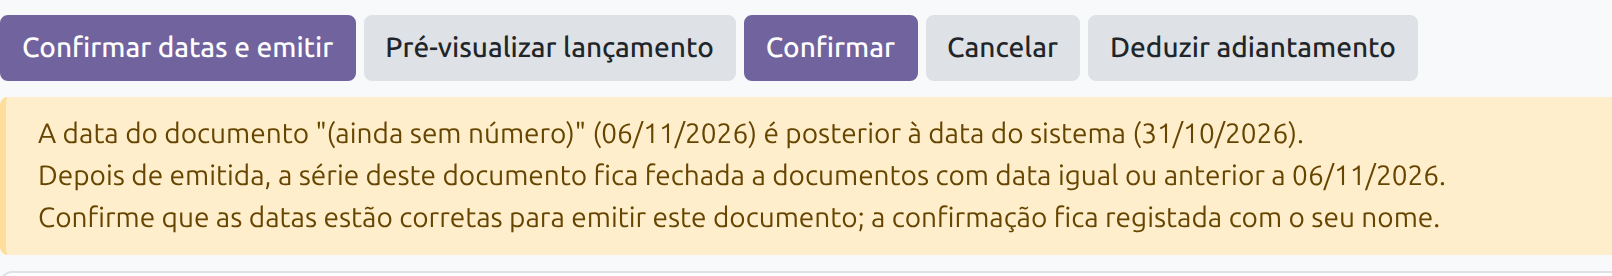 Confirmar datas e emitir Pré-visualizar lançamento Confirmar Cancelar Deduzir adiantamento
A data do documento "(ainda sem número)" (06/11/2026) é posterior à data do sistema (31/10/2026).
Depois de emitida, a série deste documento fica fechada a documentos com data igual ou anterior a 06/11/2026.
Confirme que as datas estão corretas para emitir este documento; a confirmação fica registada com o seu nome.